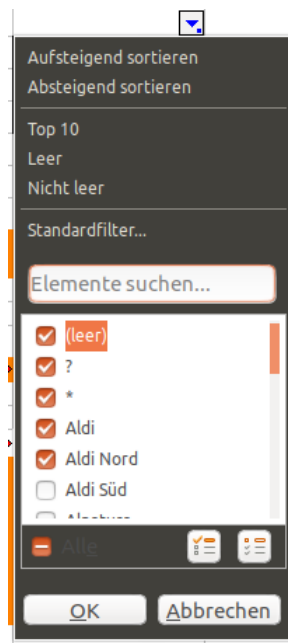 Aufsteigend sortieren
Absteigend sortieren
Top 10
Leer
Nicht leer
Standardfilter...
Elemente suchen...
(leer)
?
*
Aldi
Aldi Nord
Aldi Süd
Alle
OK
Abbrechen